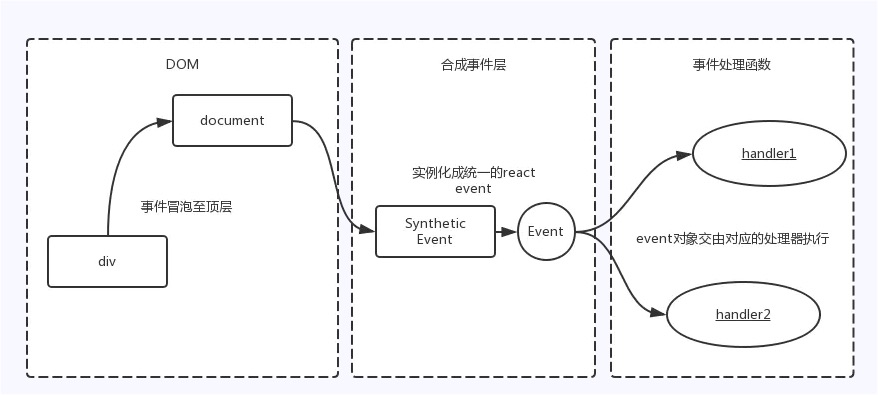 DOM
document
事件冒泡至顶层
div
合成事件层
实例化成统一的react
event
Synthetic
Event
Event
事件处理函数
handler1
event对象交由对应的处理器执行
handler2